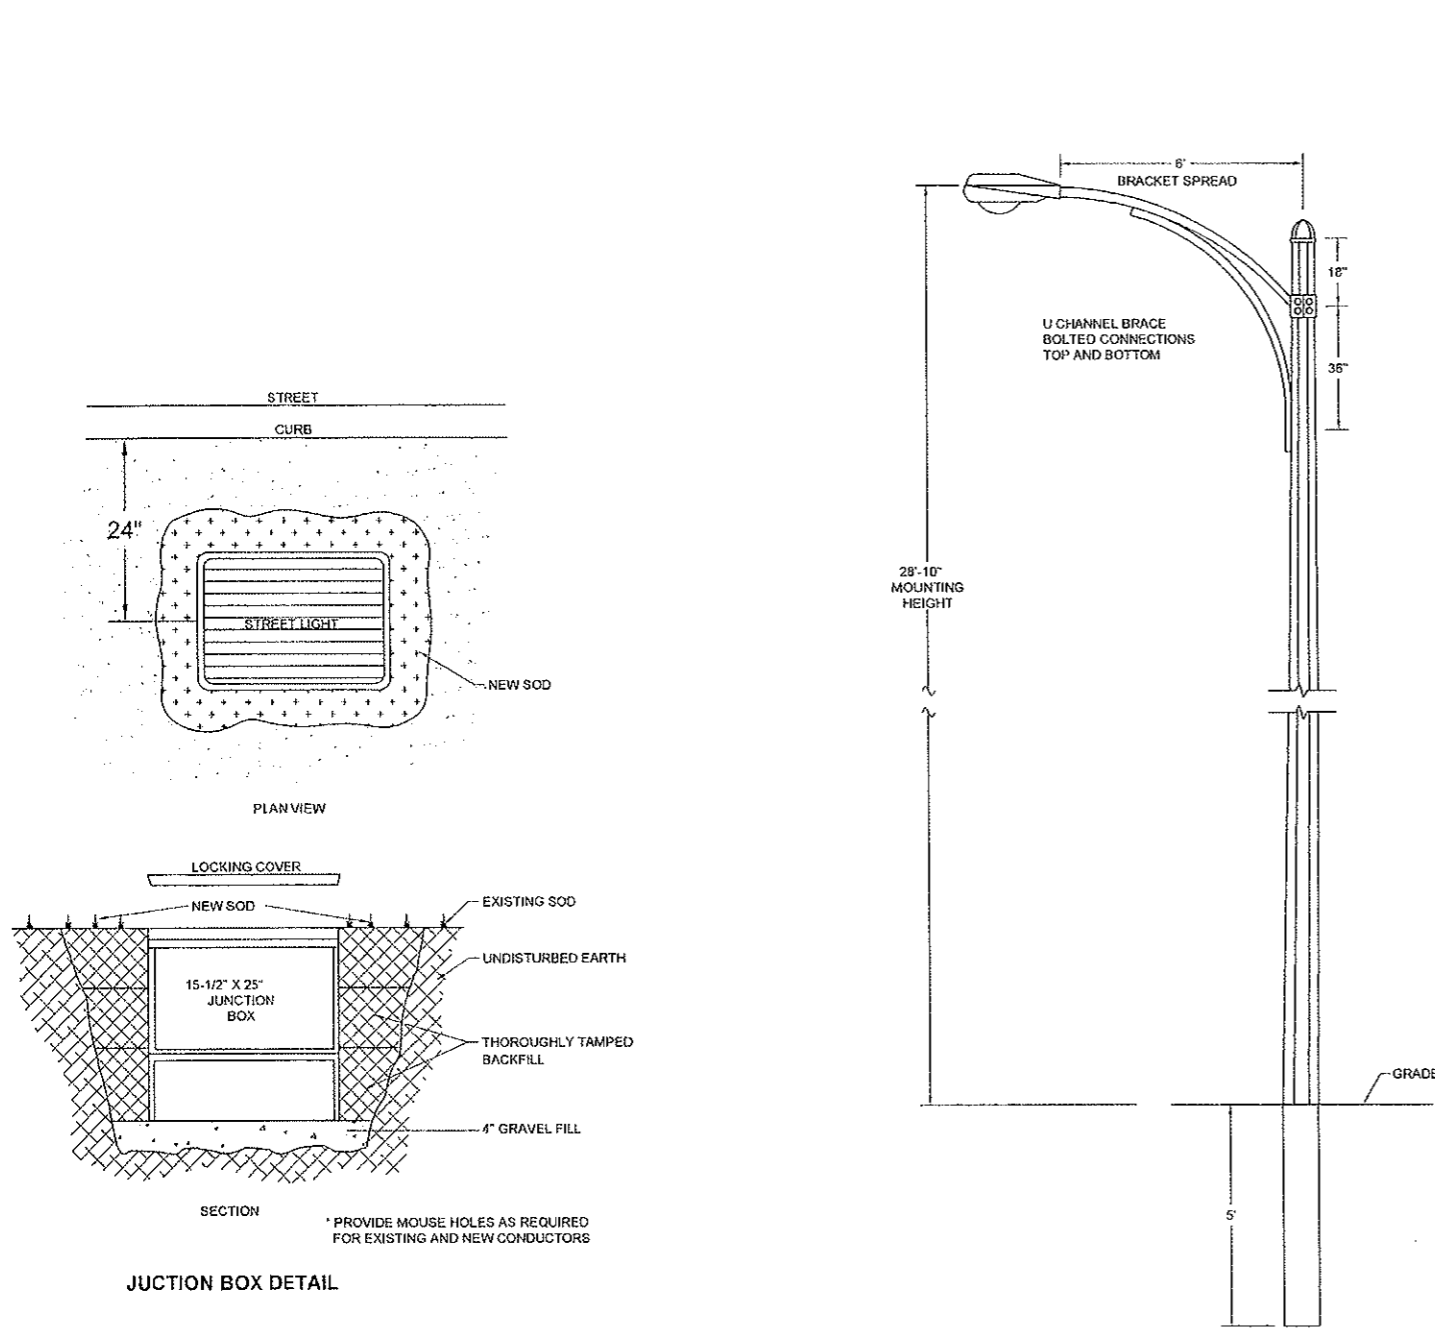 STREET
CURB
24"
STREET LIGHT
NEW SOD
PLAN VIEW
LOCKING COVER
NEW SOD
EXISTING SOD
UNDISTURBED EARTH
15-1/2" X 25"
JUNCTION
BOX
THOROUGHLY TAMPED
BACKFILL
4" GRAVEL FILL
SECTION
* PROVIDE MOUSE HOLES AS REQUIRED
FOR EXISTING AND NEW CONDUCTORS
JUCTION BOX DETAIL
6'
BRACKET SPREAD
18"
U CHANNEL BRACE
BOLTED CONNECTIONS
TOP AND BOTTOM
36"
28'-10"
MOUNTING
HEIGHT
GRADE
5'